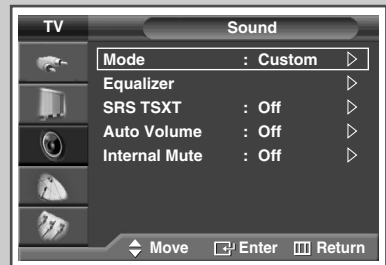 TV Sound
Mode : Custom
Equalizer
SRS TSXT : Off
Auto Volume : Off
Internal Mute : Off
Move Enter Return